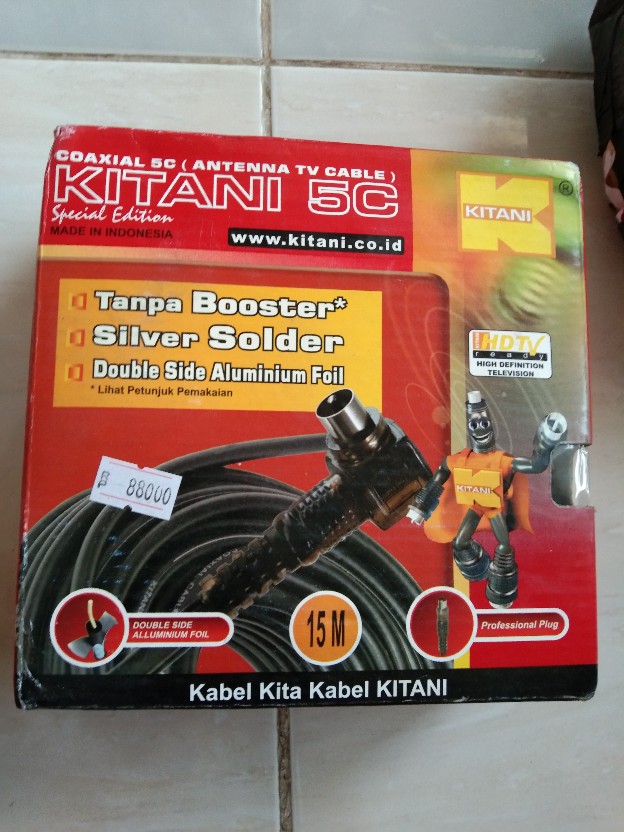 COAXIAL 5C ( ANTENNA TV CABLE )
KITANI 5C
Special Edition
MADE IN INDONESIA
www.kitani.co.id
KITANI
®
Tanpa Booster*
Silver Solder
Double Side Aluminium Foil
* Lihat Petunjuk Pemakaian
HDTV
ready
HIGH DEFINITION
TELEVISION
KITANI
88000
DOUBLE SIDE
ALLUMINIUM FOIL
15 M
Professional Plug
Kabel Kita Kabel KITANI